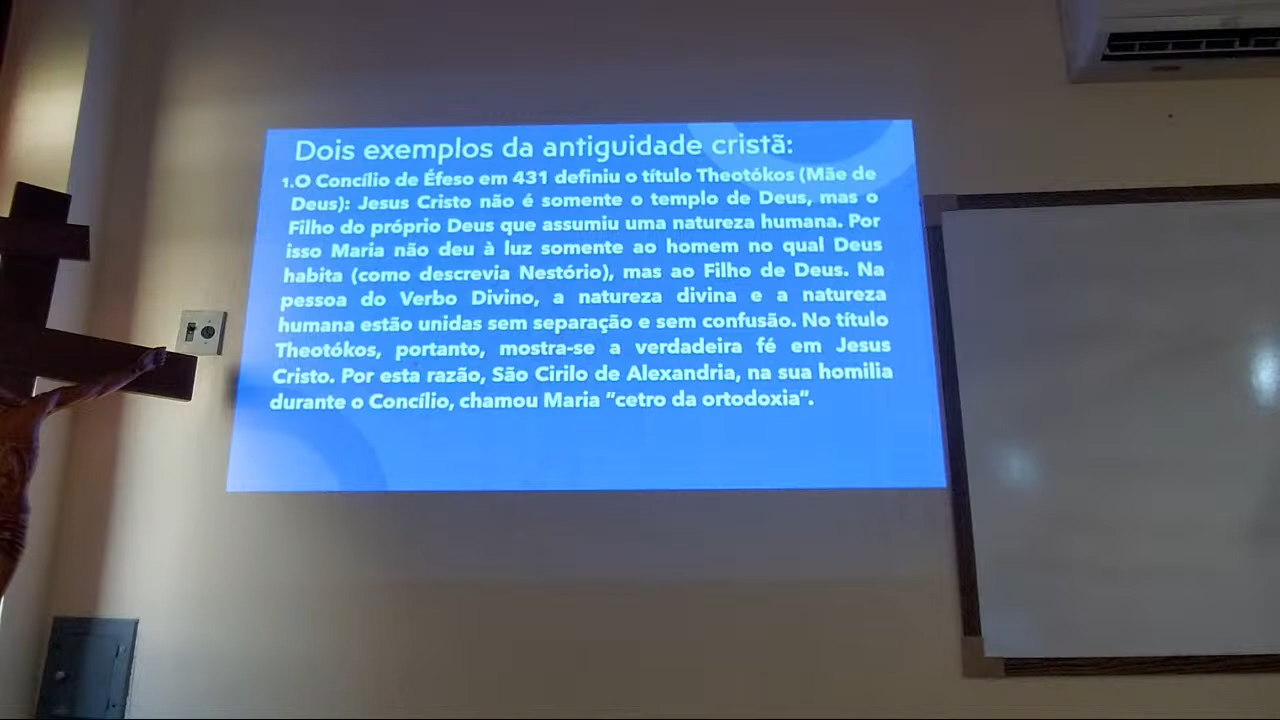 Dois exemplos da antiguidade cristã:
1.O Concílio de Éfeso em 431 definiu o título Theotókos (Mãe de
Deus): Jesus Cristo não é somente o templo de Deus, mas o
Filho do próprio Deus que assumiu uma natureza humana. Por
isso Maria não deu à luz somente ao homem no qual Deus
habita (como descrevia Nestório), mas ao Filho de Deus. Na
pessoa do Verbo Divino, a natureza divina e a natureza
humana estão unidas sem separação e sem confusão. No título
Theotókos, portanto, mostra-se a verdadeira fé em Jesus
Cristo. Por esta razão, São Cirilo de Alexandria, na sua homilia
durante o Concílio, chamou Maria "cetro da ortodoxia".